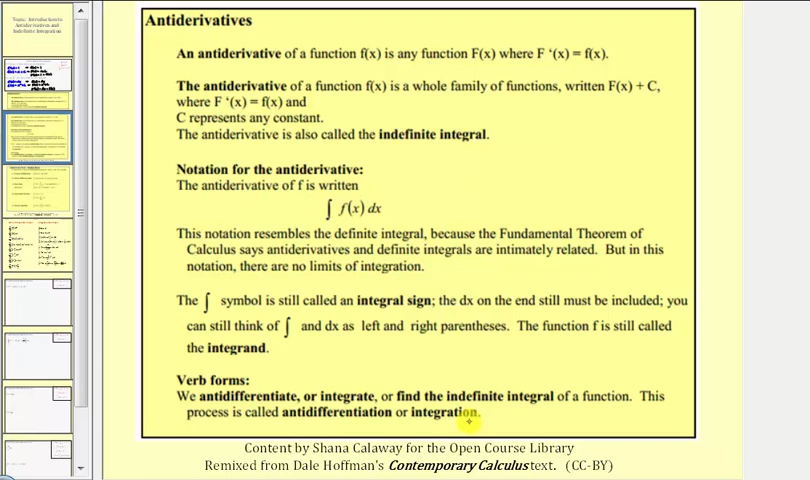 Topic: Introduction to
Antiderivatives and
Indefinite Integration
Antiderivatives
An antiderivative of a function f(x) is any function F(x) where F ‘(x) = f(x).
The antiderivative of a function f(x) is a whole family of functions, written F(x) + C,
where F ‘(x) = f(x) and
C represents any constant.
The antiderivative is also called the indefinite integral.
Notation for the antiderivative:
The antiderivative of f is written
∫ f(x) dx
This notation resembles the definite integral, because the Fundamental Theorem of
Calculus says antiderivatives and definite integrals are intimately related. But in this
notation, there are no limits of integration.
The ∫ symbol is still called an integral sign; the dx on the end still must be included; you
can still think of ∫ and dx as left and right parentheses. The function f is still called
the integrand.
Verb forms:
We antidifferentiate, or integrate, or find the indefinite integral of a function. This
process is called antidifferentiation or integration.
Content by Shana Calaway for the Open Course Library
Remixed from Dale Hoffman's Contemporary Calculus text. (CC-BY)